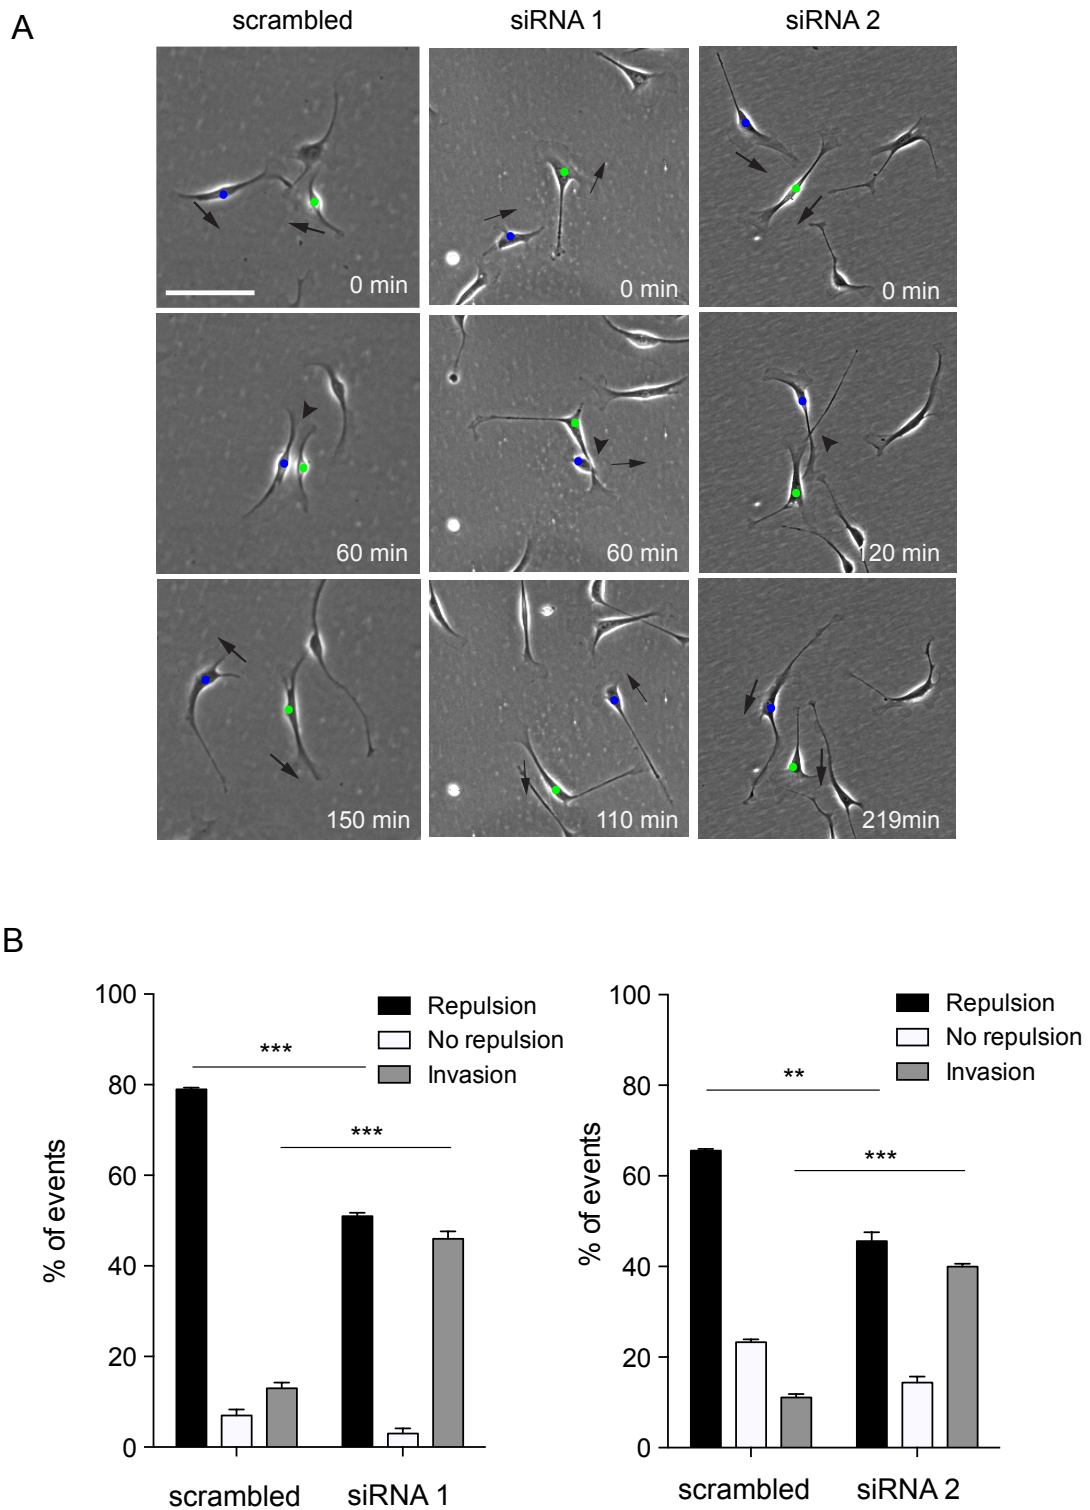 A
scrambled siRNA 1 siRNA 2
0 min 0 min 0 min
60 min 60 min 120 min
150 min 110 min 219min
B
100
80
60
40
20
0
% of events
Repulsion
No repulsion
Invasion
***
***
scrambled siRNA 1
100
80
60
40
20
0
% of events
Repulsion
No repulsion
Invasion
**
***
scrambled siRNA 2